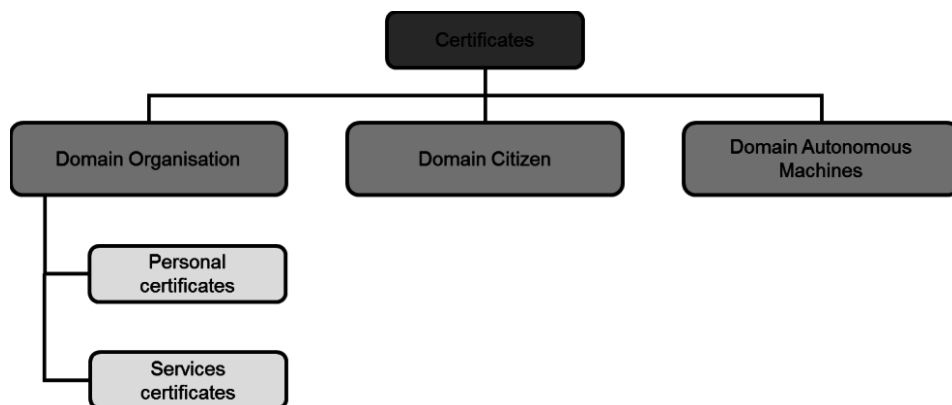 Certificates
Domain Organisation
Domain Citizen
Domain Autonomous
Machines
Personal
certificates
Services
certificates